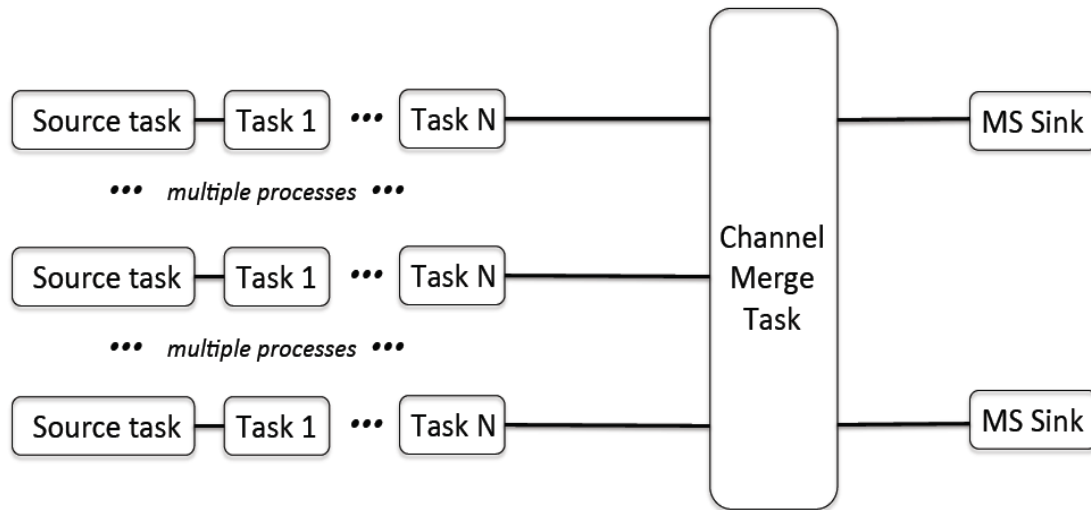 Source task Task 1 ••• Task N MS Sink
••• multiple processes •••
Source task Task 1 ••• Task N
Channel
Merge
Task
••• multiple processes •••
Source task Task 1 ••• Task N MS Sink